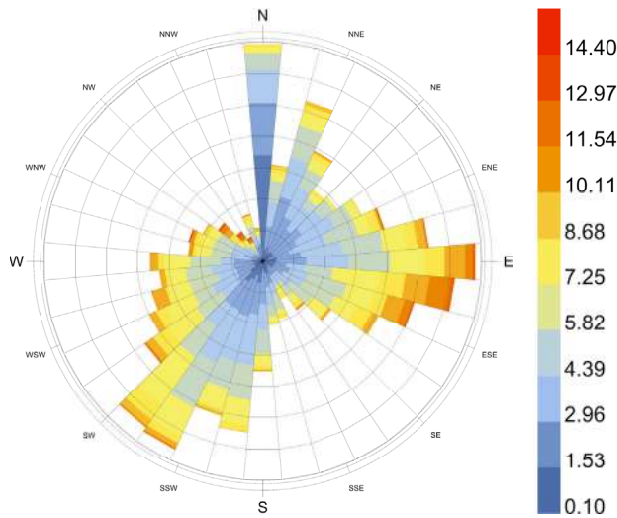 N
NNW
NNE
NW
NE
WNW
ENE
W
E
WSW
ESE
SW
SE
SSW
SSE
S
14.40
12.97
11.54
10.11
8.68
7.25
5.82
4.39
2.96
1.53
0.10